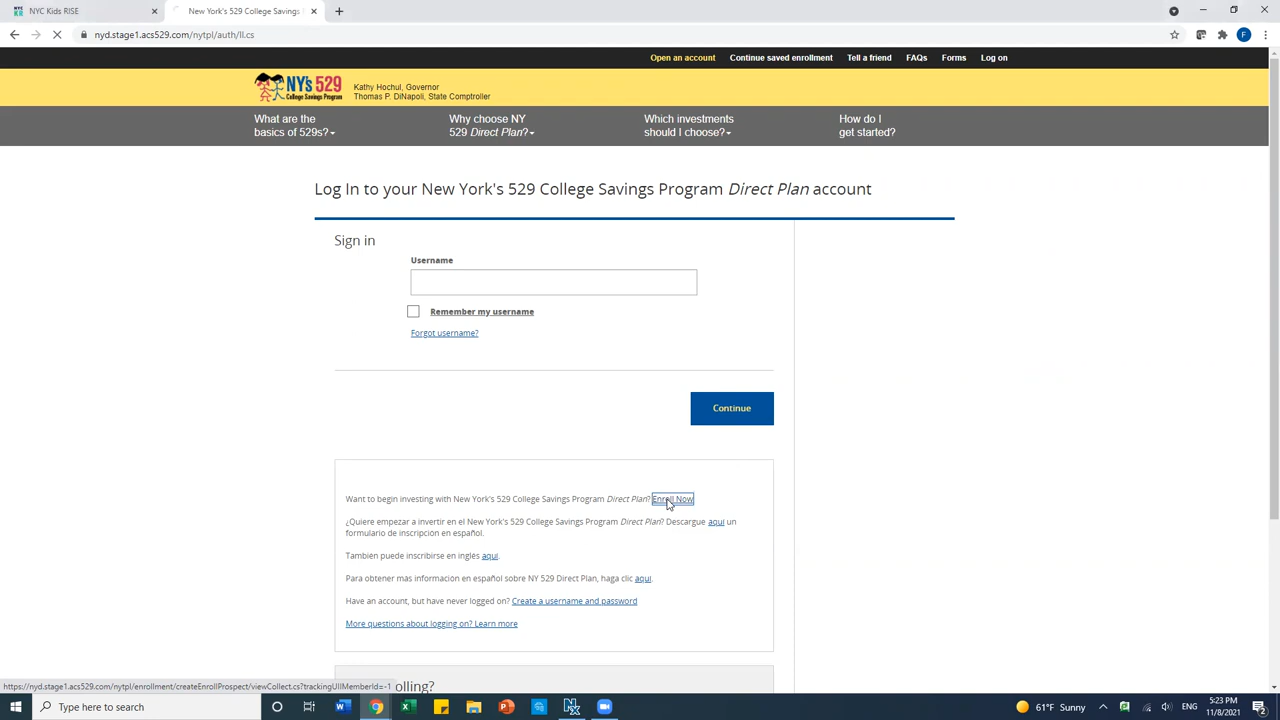 NYC Kids RISE
New York's 529 College Savings
nyd.stage1.acs529.com/nytpl/auth/ll.cs
F
Open an account Continue saved enrollment Tell a friend FAQs Forms Log on
NY's 529
College Savings Program
Kathy Hochul, Governor
Thomas P. DiNapoli, State Comptroller
What are the
basics of 529s?
Why choose NY
529 Direct Plan?
Which investments
should I choose?
How do I
get started?
Log In to your New York's 529 College Savings Program Direct Plan account
Sign in
Username
Remember my username
Forgot username?
Continue
Want to begin investing with New York's 529 College Savings Program Direct Plan? Enroll Now
¿Quiere empezar a invertir en el New York's 529 College Savings Program Direct Plan? Descargue aquí un
formulario de inscripción en español.
También puede inscribirse en inglés aquí.
Para obtener más información en español sobre NY 529 Direct Plan, haga clic aquí.
Have an account, but have never logged on? Create a username and password
More questions about logging on? Learn more
olling?
https://nyd.stage1.acs529.com/nytpl/enrollment/createEnrollProspect/viewCollect.cs?trackingUIIMemberId=-1
Type here to search
61°F Sunny
ENG
5:23 PM
11/8/2021
2